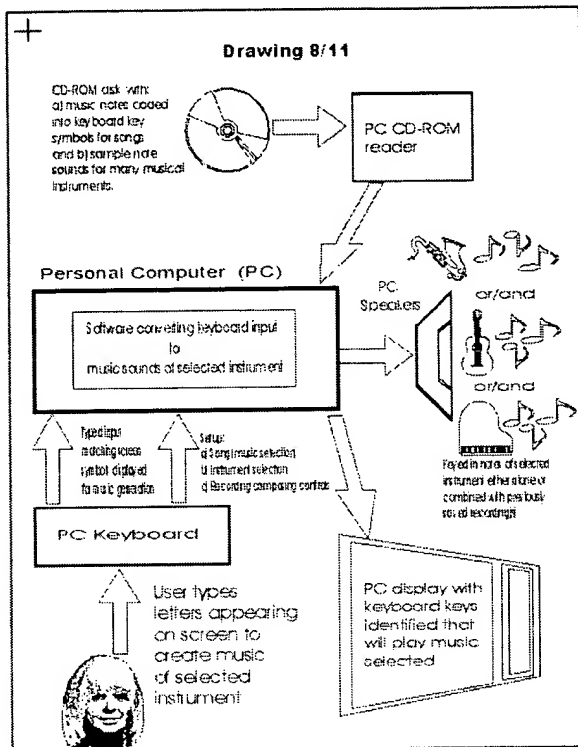 Drawing 8/11
CD-ROM disk with:
a) music notes coded
into keyboard key
symbols for songs
and b) sample note
sounds for many musical
instruments.
PC CD-ROM
reader
Personal Computer (PC)
Software converting keyboard input
to
music sounds of selected instrument
PC
Speakers
or/and
or/and
Keyed in notes of selected
instrument either alone or
combined with previously
saved recordings
Typed input
matching screen
symbol displayed
for music generation
Setup:
a) Song/music selection
b) Instrument selection
c) Recording composing controls
PC Keyboard
User types
letters appearing
on screen to
create music
of selected
instrument
PC display with
keyboard keys
identified that
will play music
selected